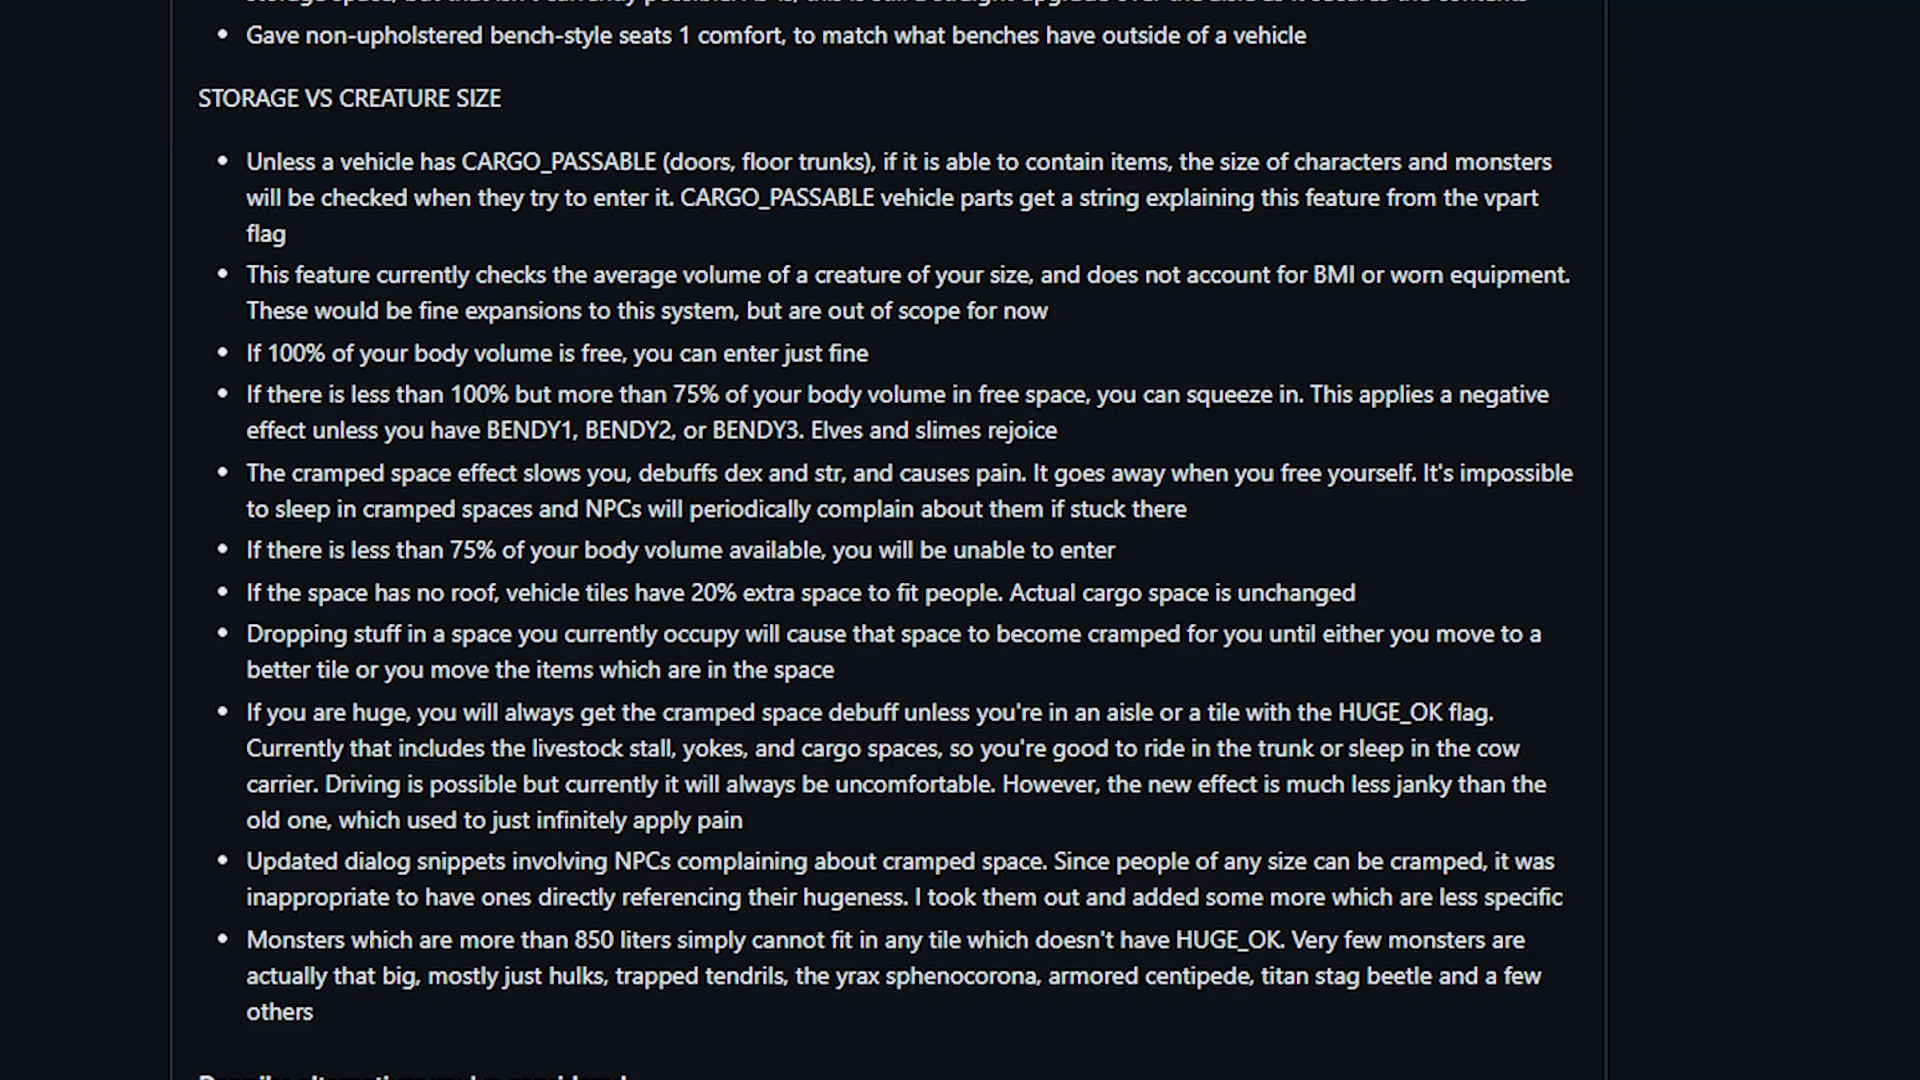 Gave non-upholstered bench-style seats 1 comfort, to match what benches have outside of a vehicle
STORAGE VS CREATURE SIZE
Unless a vehicle has CARGO_PASSABLE (doors, floor trunks), if it is able to contain items, the size of characters and monsters
will be checked when they try to enter it. CARGO_PASSABLE vehicle parts get a string explaining this feature from the vpart
flag
This feature currently checks the average volume of a creature of your size, and does not account for BMI or worn equipment.
These would be fine expansions to this system, but are out of scope for now
If 100% of your body volume is free, you can enter just fine
If there is less than 100% but more than 75% of your body volume in free space, you can squeeze in. This applies a negative
effect unless you have BENDY1, BENDY2, or BENDY3. Elves and slimes rejoice
The cramped space effect slows you, debuffs dex and str, and causes pain. It goes away when you free yourself. It's impossible
to sleep in cramped spaces and NPCs will periodically complain about them if stuck there
If there is less than 75% of your body volume available, you will be unable to enter
If the space has no roof, vehicle tiles have 20% extra space to fit people. Actual cargo space is unchanged
Dropping stuff in a space you currently occupy will cause that space to become cramped for you until either you move to a
better tile or you move the items which are in the space
If you are huge, you will always get the cramped space debuff unless you're in an aisle or a tile with the HUGE_OK flag.
Currently that includes the livestock stall, yokes, and cargo spaces, so you're good to ride in the trunk or sleep in the cow
carrier. Driving is possible but currently it will always be uncomfortable. However, the new effect is much less janky than the
old one, which used to just infinitely apply pain
Updated dialog snippets involving NPCs complaining about cramped space. Since people of any size can be cramped, it was
inappropriate to have ones directly referencing their hugeness. I took them out and added some more which are less specific
Monsters which are more than 850 liters simply cannot fit in any tile which doesn't have HUGE_OK. Very few monsters are
actually that big, mostly just hulks, trapped tendrils, the yrax sphenocorona, armored centipede, titan stag beetle and a few
others